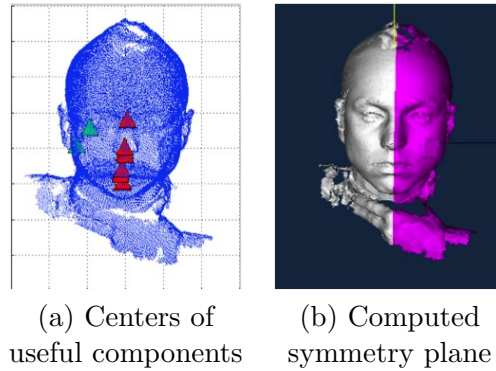 (a) Centers of
useful components
(b) Computed
symmetry plane